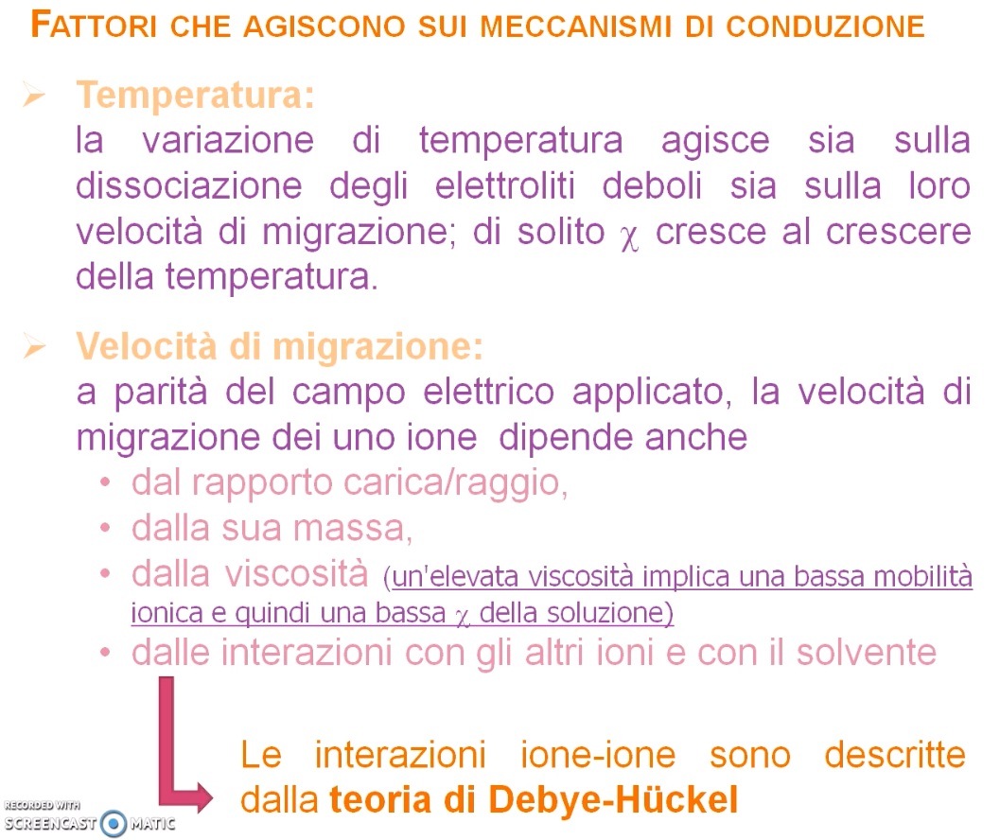 FATTORI CHE AGISCONO SUI MECCANISMI DI CONDUZIONE
➢ Temperatura:
la variazione di temperatura agisce sia sulla
dissociazione degli elettroliti deboli sia sulla loro
velocità di migrazione; di solito χ cresce al crescere
della temperatura.
➢ Velocità di migrazione:
a parità del campo elettrico applicato, la velocità di
migrazione dei uno ione dipende anche
• dal rapporto carica/raggio,
• dalla sua massa,
• dalla viscosità (un'elevata viscosità implica una bassa mobilità
ionica e quindi una bassa χ della soluzione)
• dalle interazioni con gli altri ioni e con il solvente
Le interazioni ione-ione sono descritte
dalla teoria di Debye-Hückel
RECORDED WITH
SCREENCAST MATIC